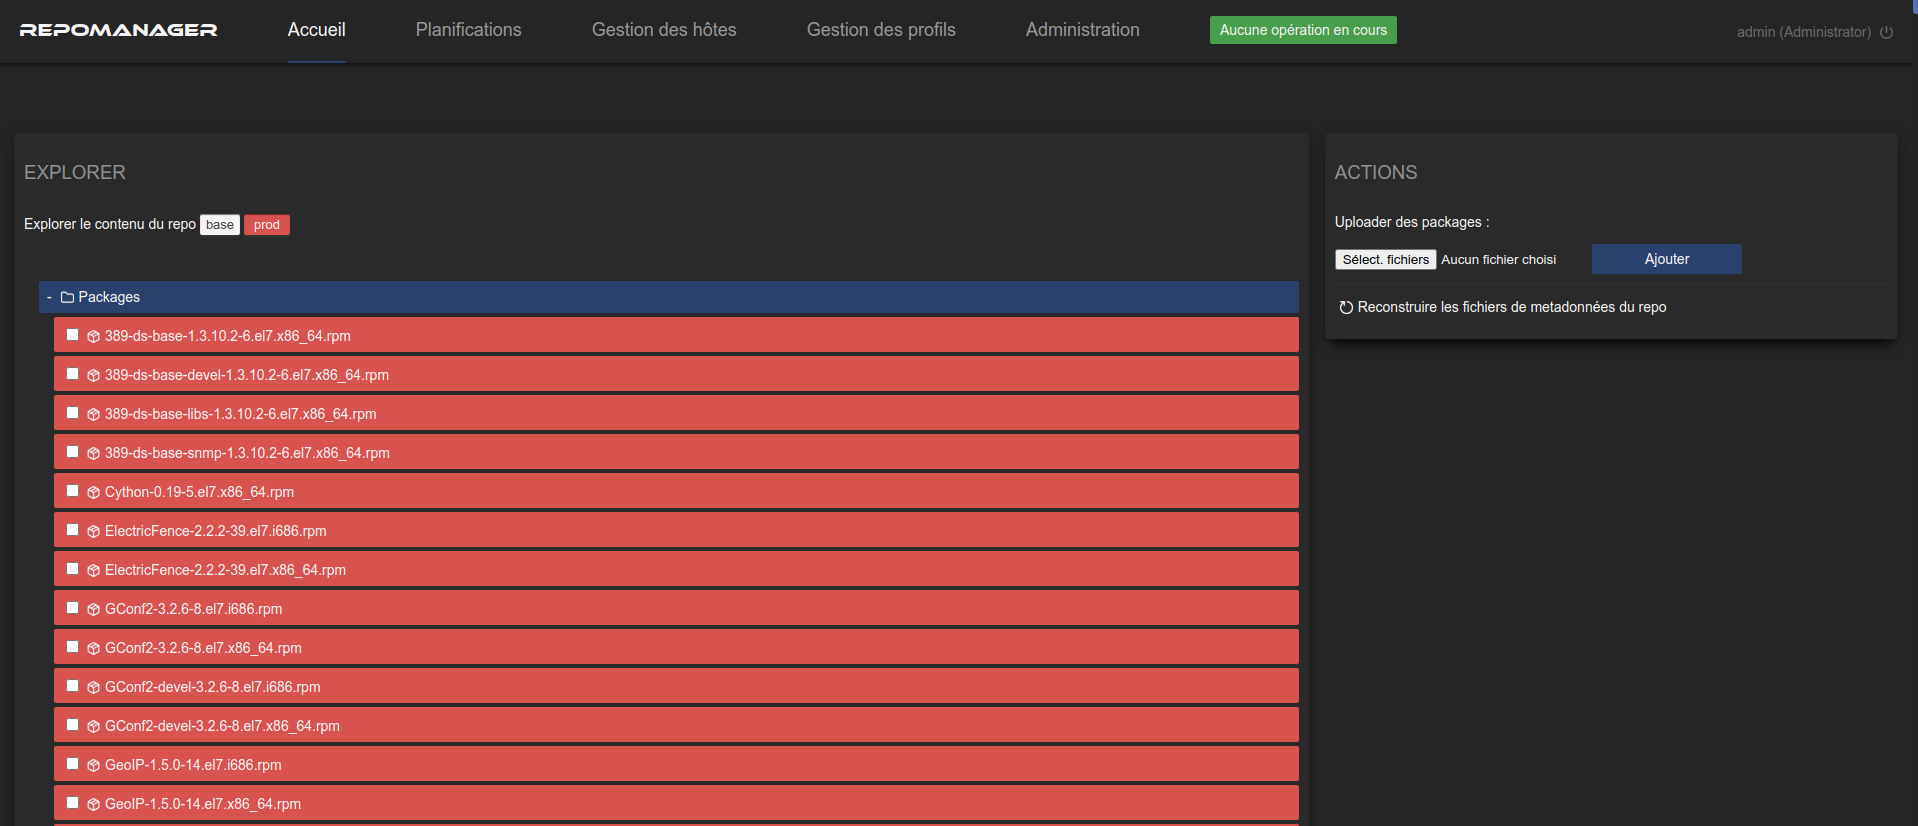 REPOMANAGER Accueil Planifications Gestion des hôtes Gestion des profils Administration Aucune opération en cours admin (Administrator)
EXPLORER
Explorer le contenu du repo base prod
- Packages
389-ds-base-1.3.10.2-6.el7.x86_64.rpm
389-ds-base-devel-1.3.10.2-6.el7.x86_64.rpm
389-ds-base-libs-1.3.10.2-6.el7.x86_64.rpm
389-ds-base-snmp-1.3.10.2-6.el7.x86_64.rpm
Cython-0.19-5.el7.x86_64.rpm
ElectricFence-2.2.2-39.el7.i686.rpm
ElectricFence-2.2.2-39.el7.x86_64.rpm
GConf2-3.2.6-8.el7.i686.rpm
GConf2-3.2.6-8.el7.x86_64.rpm
GConf2-devel-3.2.6-8.el7.i686.rpm
GConf2-devel-3.2.6-8.el7.x86_64.rpm
GeoIP-1.5.0-14.el7.i686.rpm
GeoIP-1.5.0-14.el7.x86_64.rpm
ACTIONS
Uploader des packages :
Sélect. fichiers Aucun fichier choisi Ajouter
Reconstruire les fichiers de metadonnées du repo